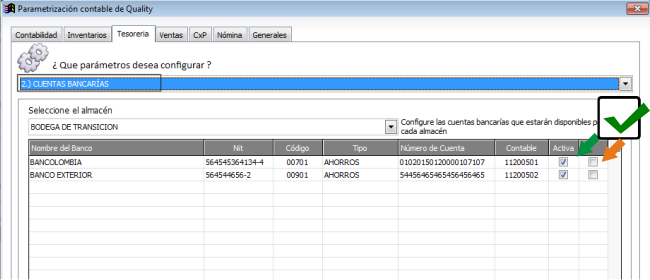 Parametrización contable de Quality
Contabilidad Inventarios Tesoreria Ventas CxP Nómina Generales
¿ Que parámetros desea configurar ?
2.) CUENTAS BANCARÍAS
Seleccione el almacén
BODEGA DE TRANSICION
Configure las cuentas bancarías que estarán disponibles
cada almacén
Nombre del Banco Nit Código Tipo Número de Cuenta Contable Activa
BANCOLOMBIA 564545364134-4 00701 AHORROS 01020150120000107107 11200501
BANCO EXTERIOR 564544656-2 00901 AHORROS 54456465465456456465 11200502